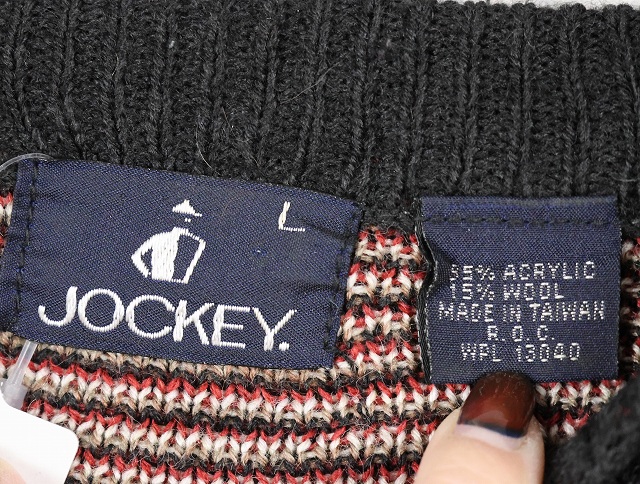 L
JOCKEY.
85% ACRYLIC
15% WOOL
MADE IN TAIWAN
R.O.C.
WPL 13040